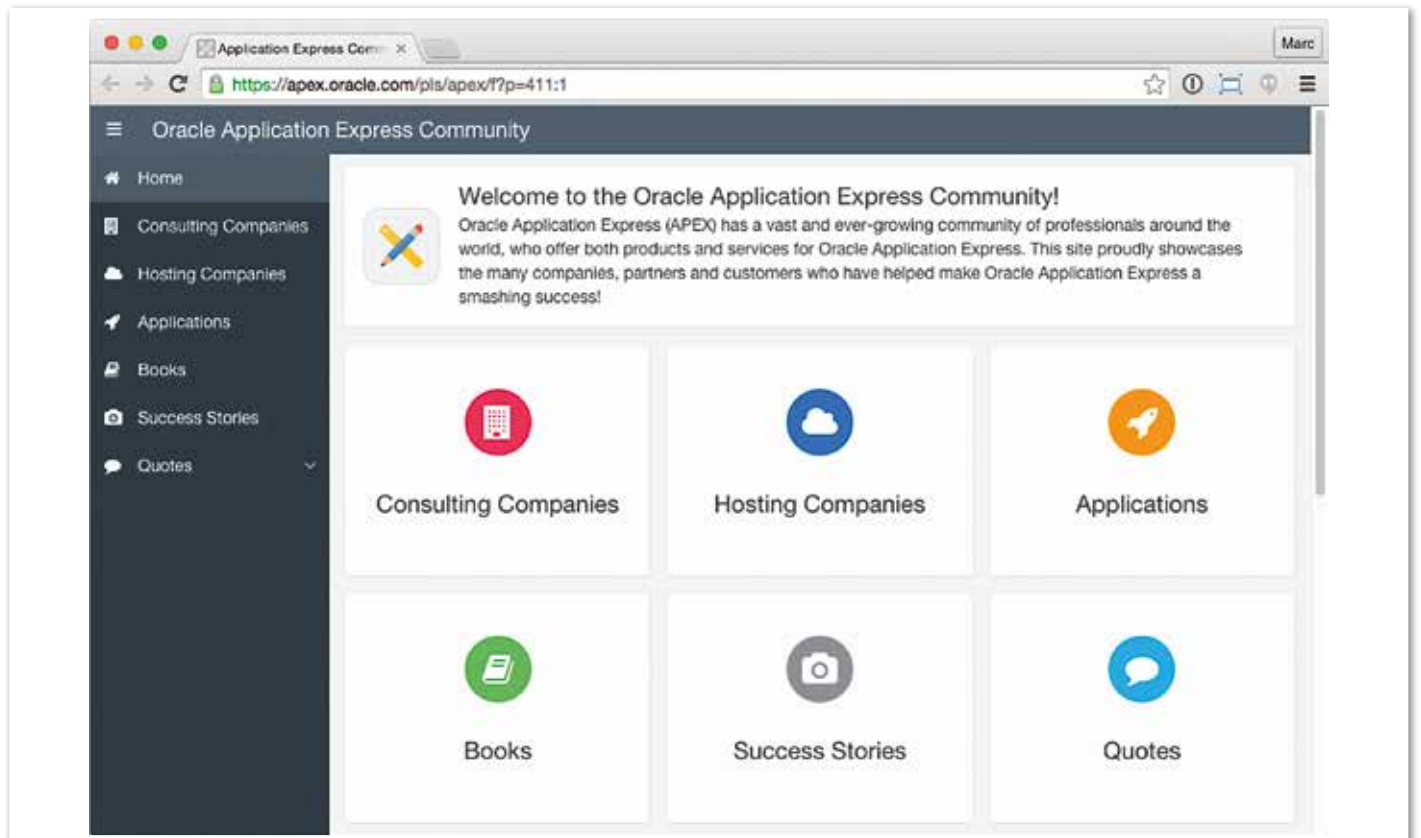 Application Express Com
Marc
https://apex.oracle.com/pls/apex/f?p=411:1
Oracle Application Express Community
Home
Consulting Companies
Hosting Companies
Applications
Books
Success Stories
Quotes
Welcome to the Oracle Application Express Community!
Oracle Application Express (APEX) has a vast and ever-growing community of professionals around the
world, who offer both products and services for Oracle Application Express. This site proudly showcases
the many companies, partners and customers who have helped make Oracle Application Express a
smashing success!
Consulting Companies
Hosting Companies
Applications
Books
Success Stories
Quotes